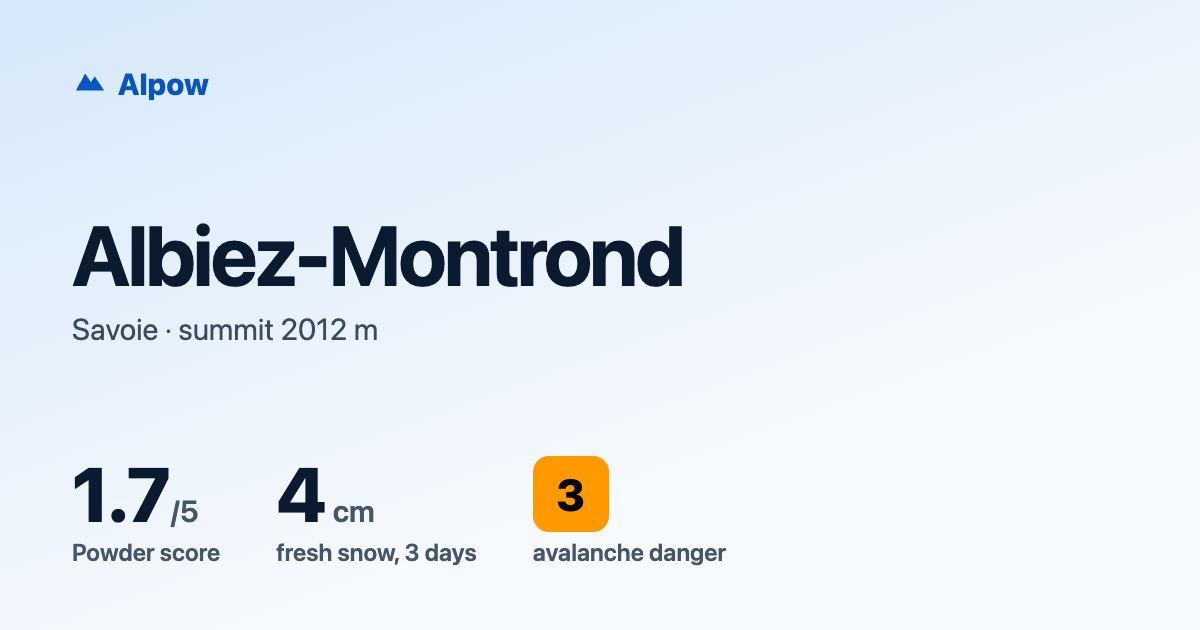 Alpow
Albiez-Montrond
Savoie · summit 2012 m
1.7/5
Powder score
4 cm
fresh snow, 3 days
3
avalanche danger